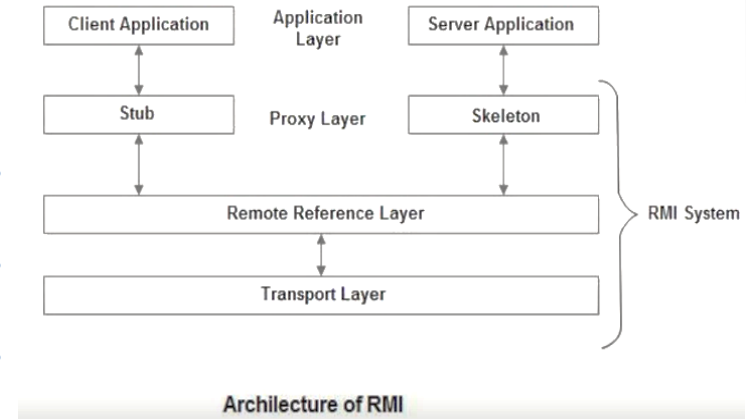 Client Application
Application
Layer
Server Application
Stub
Proxy Layer
Skeleton
Remote Reference Layer
RMI System
Transport Layer
Archilecture of RMI